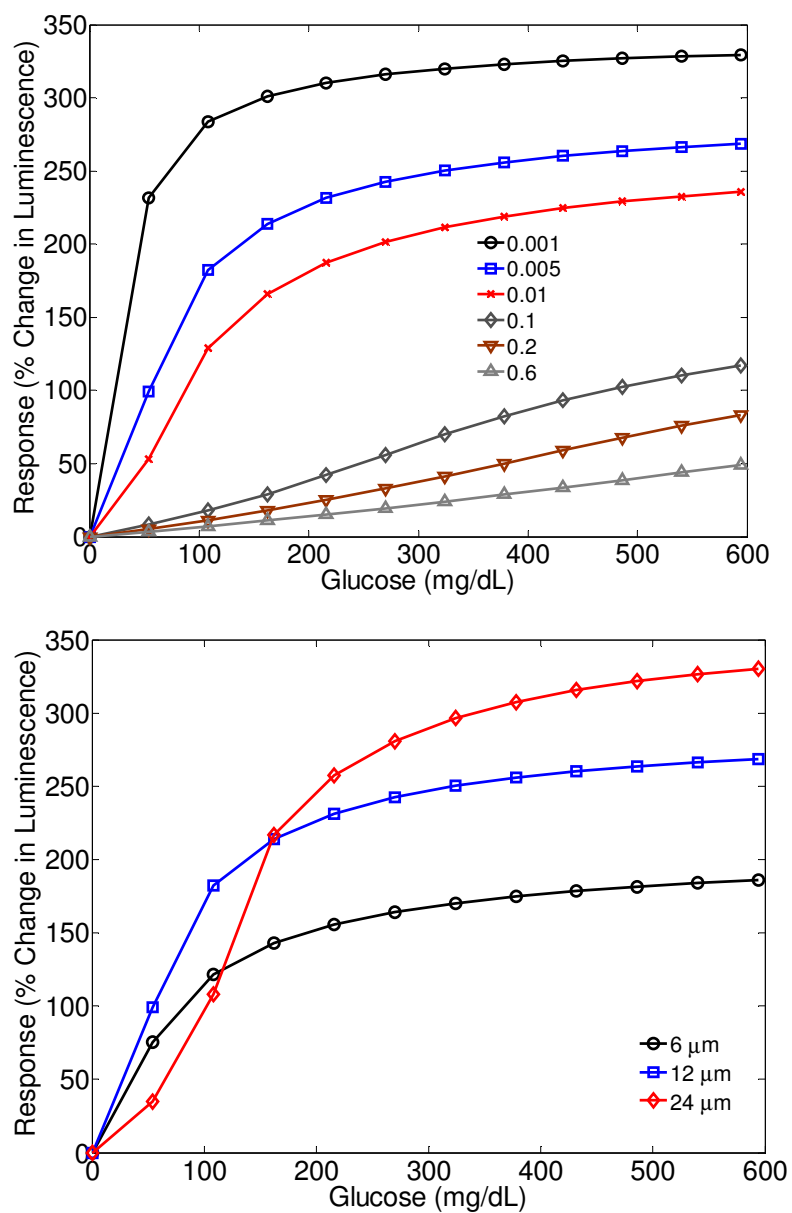 350
300
250
200
150
100
50
0
Response (% Change in Luminescence)
0.001
0.005
0.01
0.1
0.2
0.6
0 100 200 300 400 500 600
Glucose (mg/dL)
350
300
250
200
150
100
50
0
Response (% Change in Luminescence)
6 μm
12 μm
24 μm
0 100 200 300 400 500 600
Glucose (mg/dL)